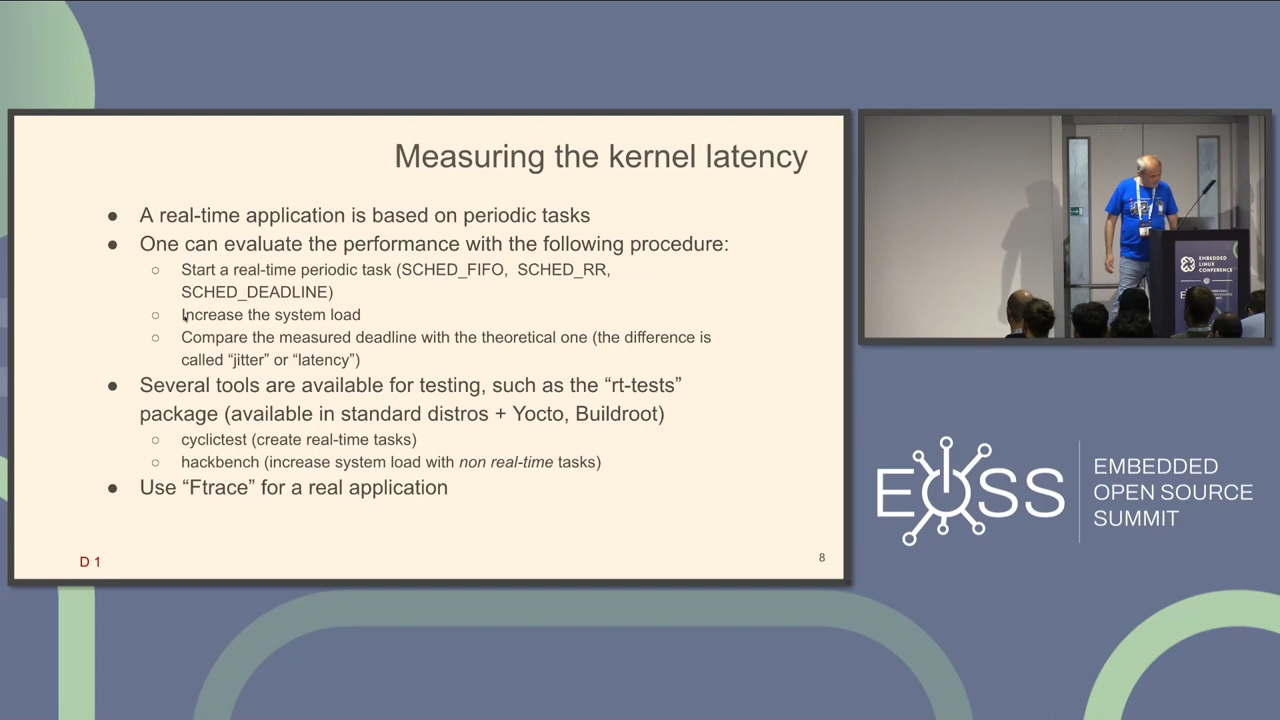 Measuring the kernel latency
● A real-time application is based on periodic tasks
● One can evaluate the performance with the following procedure:
○ Start a real-time periodic task (SCHED_FIFO, SCHED_RR,
SCHED_DEADLINE)
○ Increase the system load
○ Compare the measured deadline with the theoretical one (the difference is
called “jitter” or “latency”)
● Several tools are available for testing, such as the “rt-tests”
package (available in standard distros + Yocto, Buildroot)
○ cyclictest (create real-time tasks)
○ hackbench (increase system load with non real-time tasks)
● Use “Ftrace” for a real application
D 1
8
EMBEDDED
LINUX
CONFERENCE
EOSS
EMBEDDED
OPEN SOURCE
SUMMIT